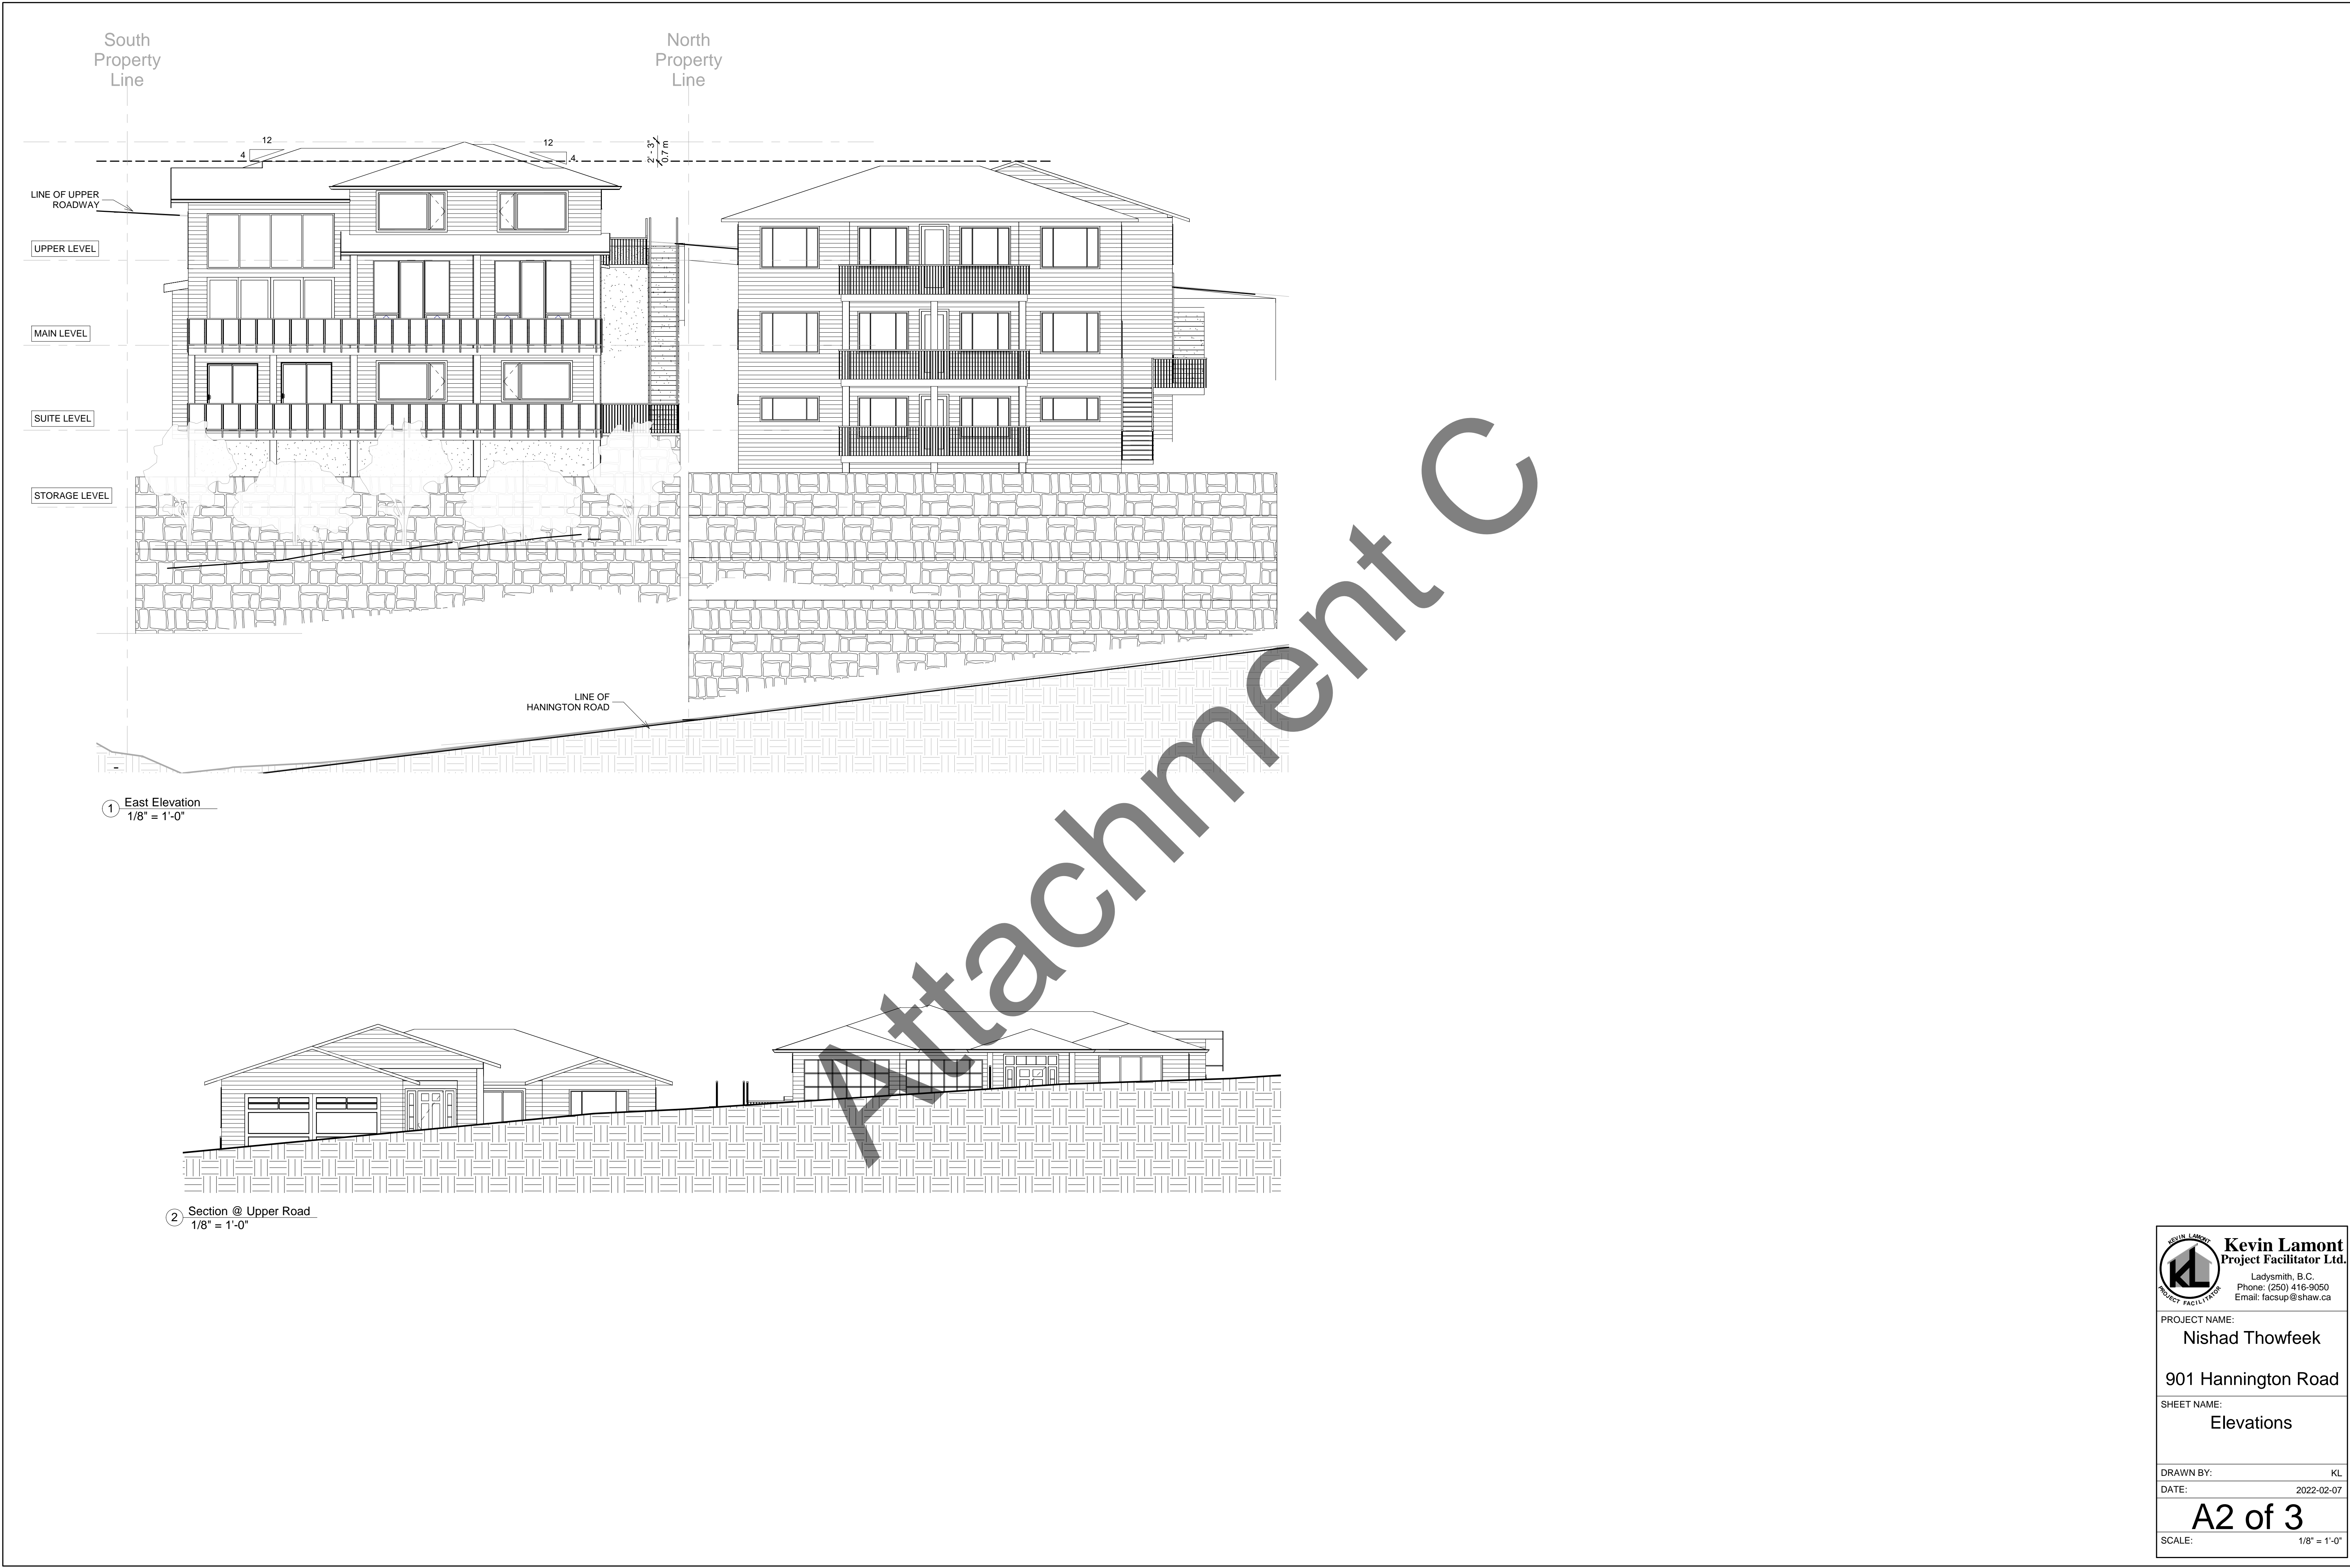 South
Property
Line
North
Property
Line
12
4
12
4
2' - 3"
0.7 m
LINE OF UPPER
ROADWAY
UPPER LEVEL
MAIN LEVEL
SUITE LEVEL
STORAGE LEVEL
LINE OF
HANINGTON ROAD
1 East Elevation
1/8" = 1'-0"
Attachment C
2 Section @ Upper Road
1/8" = 1'-0"
KEVIN LAMONT
KL
PROJECT FACILITATOR
Kevin Lamont
Project Facilitator Ltd.
Ladysmith, B.C.
Phone: (250) 416-9050
Email: facsup@shaw.ca
PROJECT NAME:
Nishad Thowfeek
901 Hannington Road
SHEET NAME:
Elevations
DRAWN BY: KL
DATE: 2022-02-07
A2 of 3
SCALE: 1/8" = 1'-0"